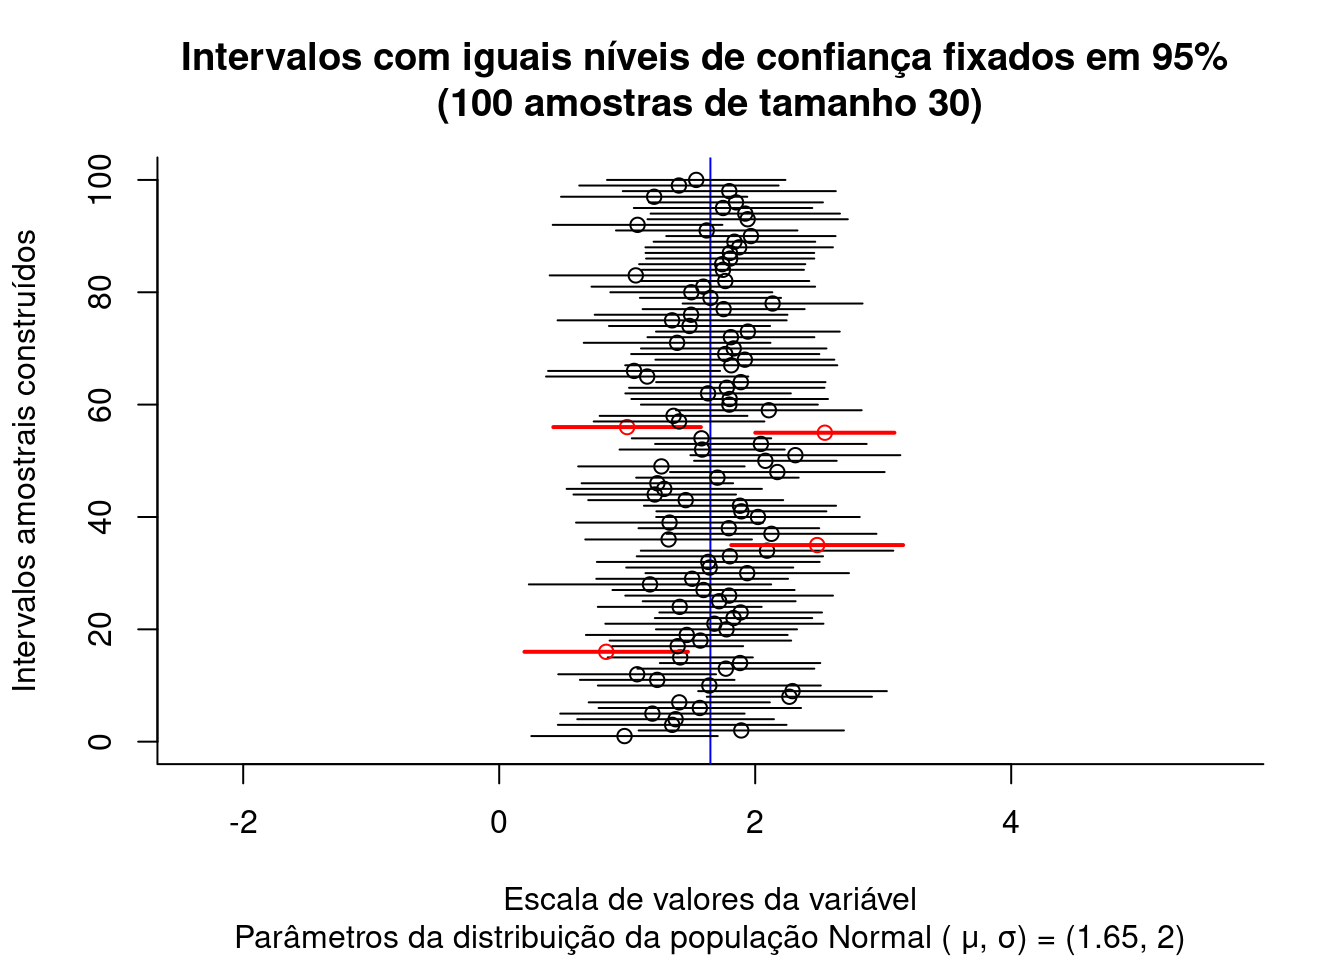 Intervalos com iguais níveis de confiança fixados em 95%
(100 amostras de tamanho 30)
Intervalos amostrais construídos
100
80
60
40
20
0
-2
0
2
4
Escala de valores da variável
Parâmetros da distribuição da população Normal ( μ, σ) = (1.65, 2)